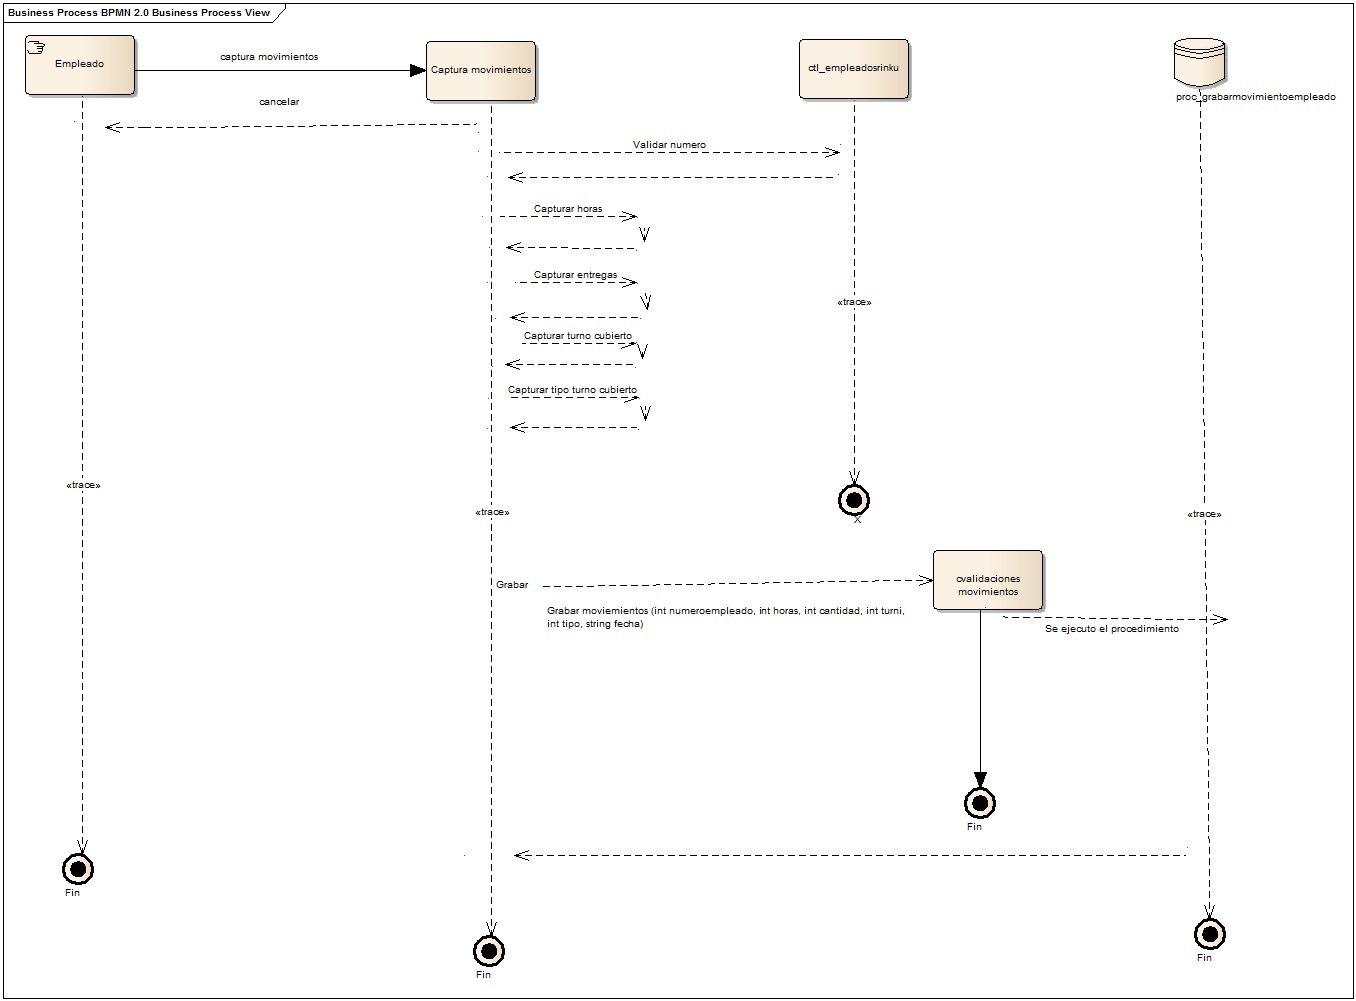 Business Process BPMN 2.0 Business Process View
Empleado
captura movimientos
Captura movimientos
ctl_empleadosrinku
proc_grabarmovimientoempleado
cancelar
Validar numero
Capturar horas
Capturar entregas
«trace»
Capturar turno cubierto
Capturar tipo turno cubierto
«trace»
«trace»
«trace»
X
Grabar
cvalidaciones
movimientos
Grabar moviemientos (int numeroempleado, int horas, int cantidad, int turni,
int tipo, string fecha)
Se ejecuto el procedimiento
Fin
Fin
Fin
Fin